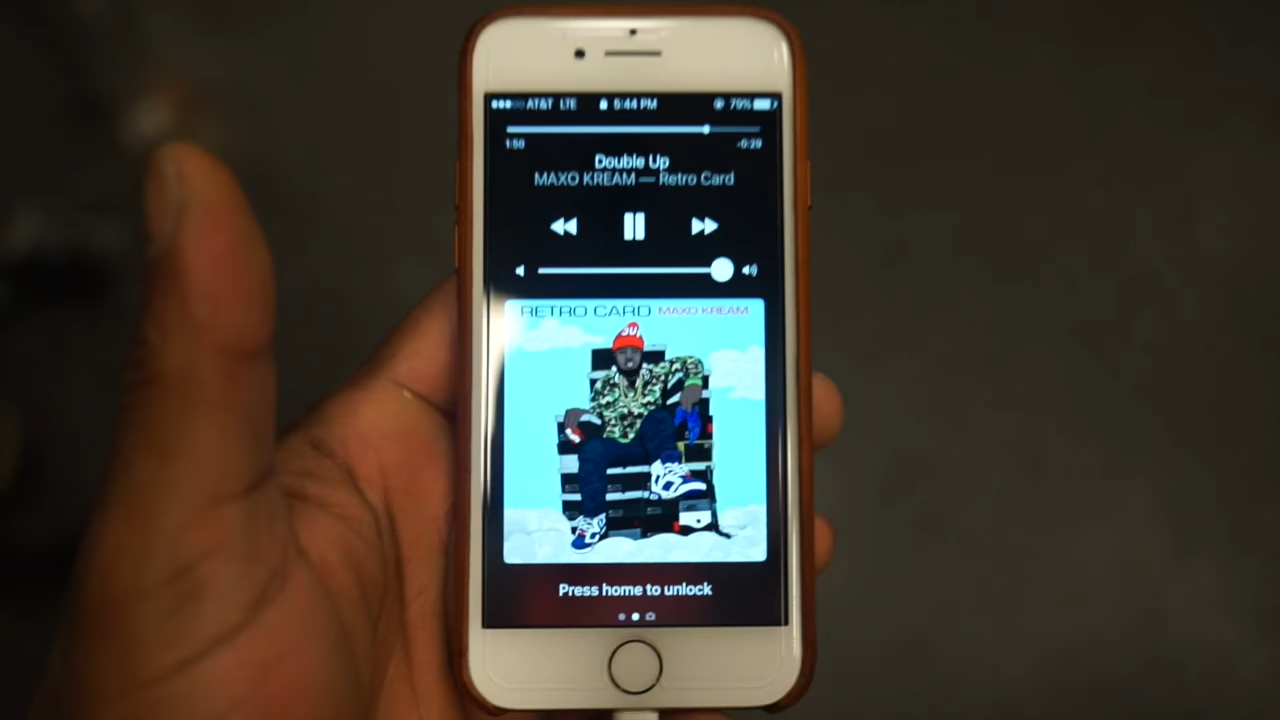 AT&T LTE 5:44 PM 79%
1:50 -0:29
Double Up
MAXO KREAM — Retro Card
RETRO CARD MAXO KREAM
SUP
Press home to unlock